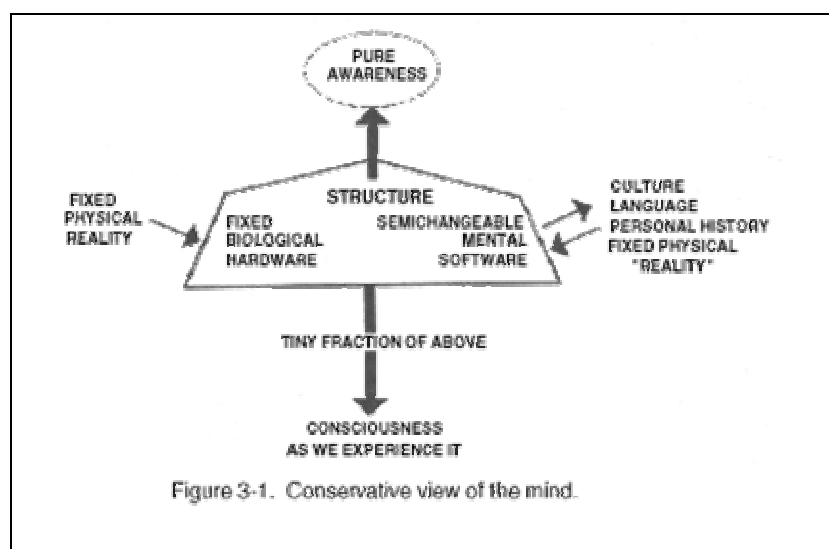 PURE
AWARENESS
STRUCTURE
FIXED
PHYSICAL
REALITY
FIXED
BIOLOGICAL
HARDWARE
SEMICHANGEABLE
MENTAL
SOFTWARE
CULTURE
LANGUAGE
PERSONAL HISTORY
FIXED PHYSICAL
"REALITY"
TINY FRACTION OF ABOVE
CONSCIOUSNESS
AS WE EXPERIENCE IT
Figure 3-1. Conservative view of the mind.